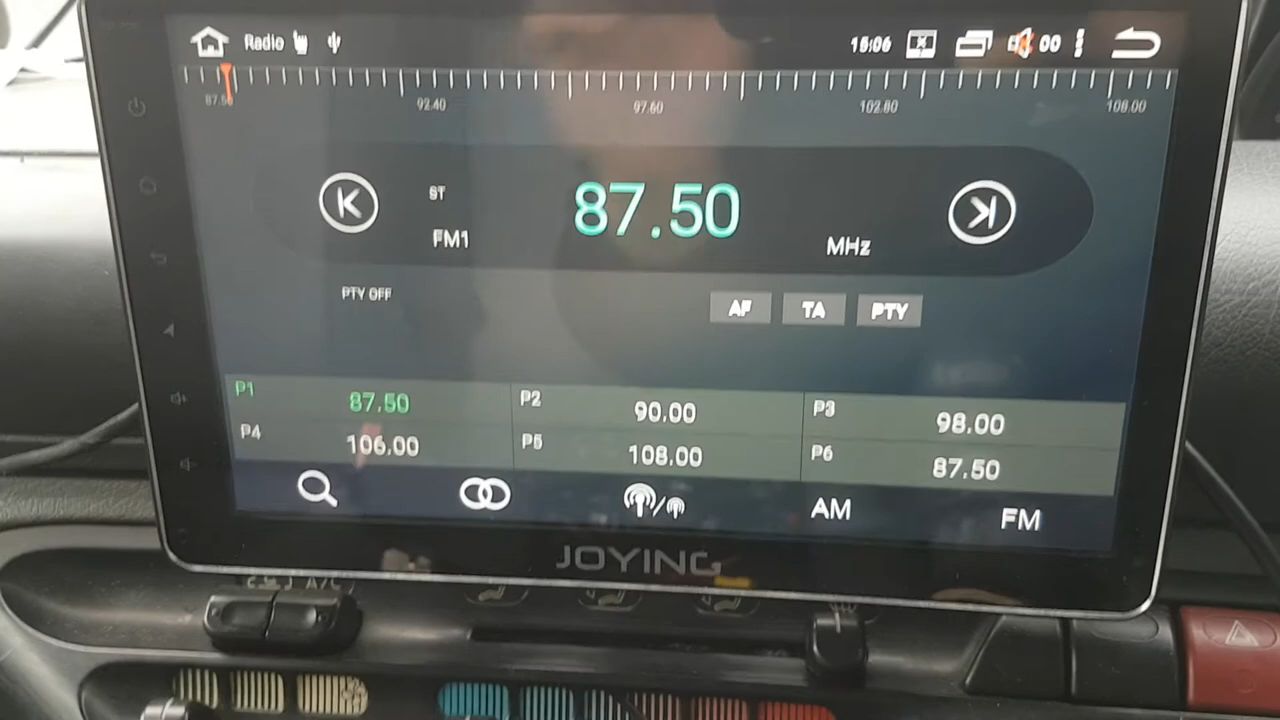 Radio 15:06 00
87.50 92.40 97.60 102.80 108.00
ST 87.50
FM1 MHz
PTY OFF AF TA PTY
P1 87.50 P2 90.00 P3 98.00
P4 106.00 P5 108.00 P6 87.50
AM FM
JOYING
A/C